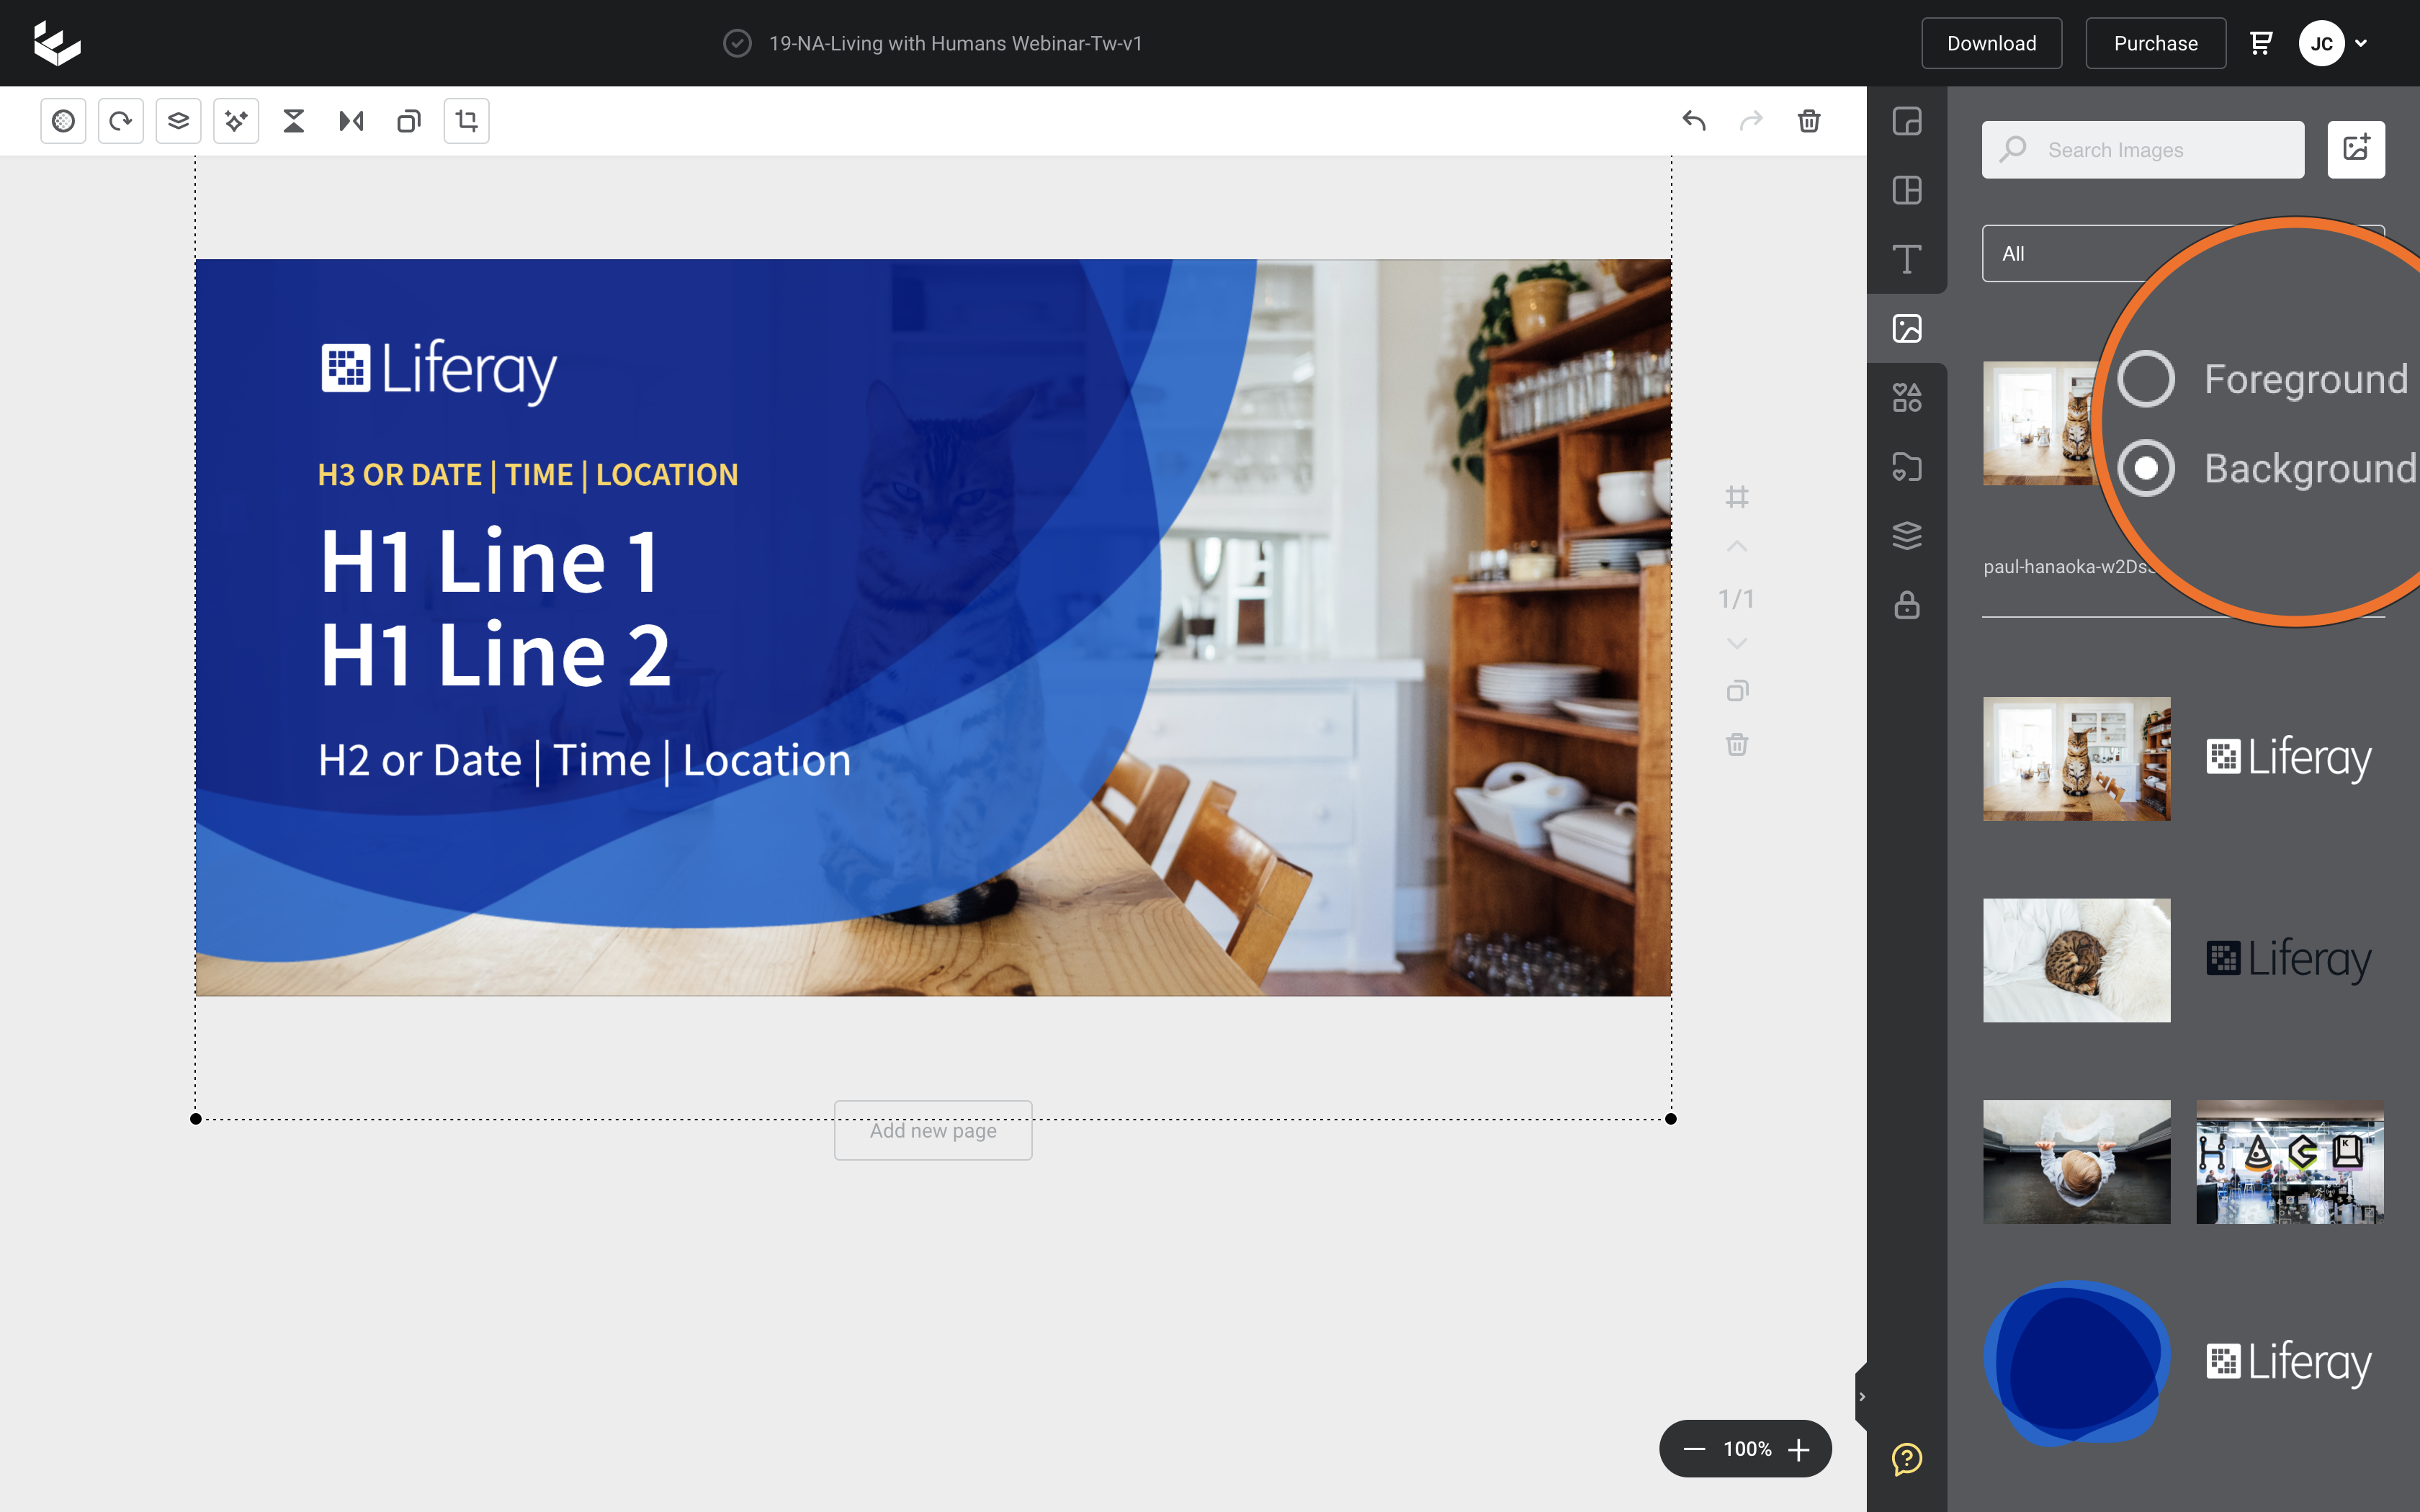 19-NA-Living with Humans Webinar-Tw-v1
Download
Purchase
JC
Search Images
All
Foreground
Background
paul-hanaoka-w2Ds
Liferay
H3 OR DATE | TIME | LOCATION
H1 Line 1
H1 Line 2
H2 or Date | Time | Location
1/1
Add new page
100%
Liferay
Liferay
K
Liferay